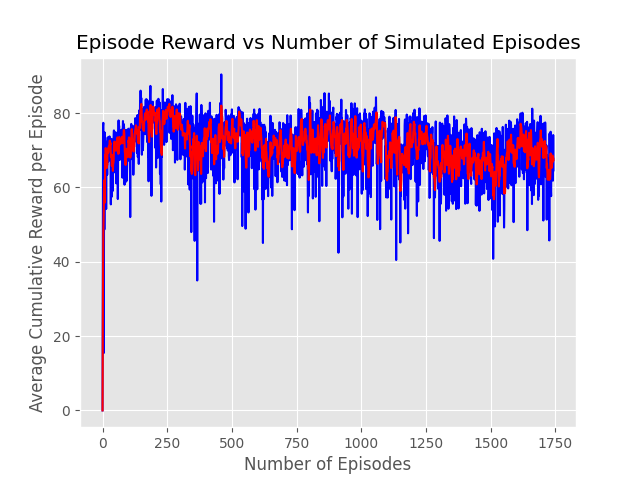 Episode Reward vs Number of Simulated Episodes
Average Cumulative Reward per Episode
80
60
40
20
0
0 250 500 750 1000 1250 1500 1750
Number of Episodes